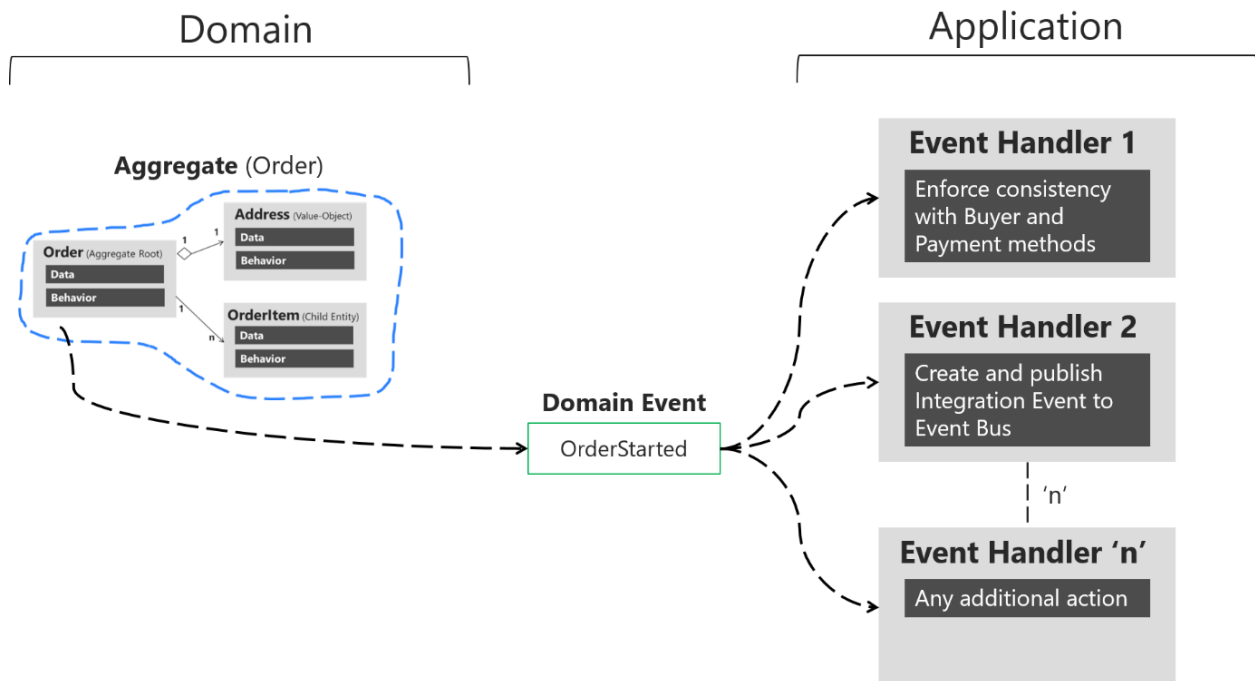 Domain
Application
Aggregate (Order)
Address (Value-Object)
Data
Behavior
Order (Aggregate Root)
Data
Behavior
1
1
1
n
OrderItem (Child Entity)
Data
Behavior
Domain Event
OrderStarted
Event Handler 1
Enforce consistency
with Buyer and
Payment methods
Event Handler 2
Create and publish
Integration Event to
Event Bus
‘n’
Event Handler ‘n’
Any additional action